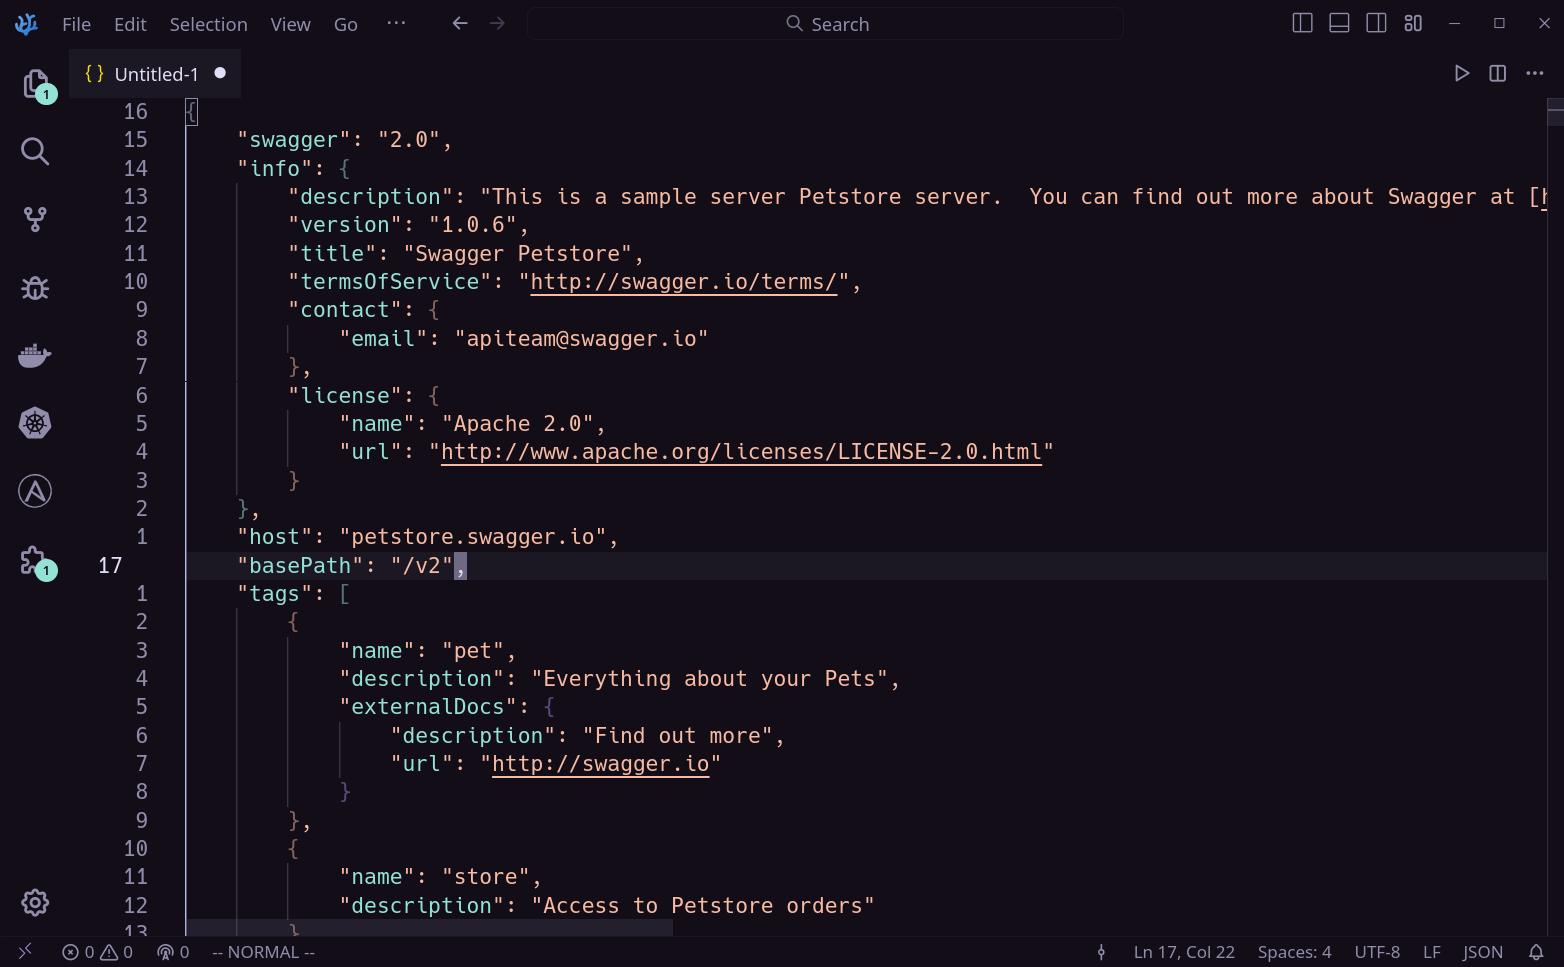 File Edit Selection View Go ··· Search
{} Untitled-1
16 {
15 "swagger": "2.0",
14 "info": {
13 "description": "This is a sample server Petstore server.  You can find out more about Swagger at [h
12 "version": "1.0.6",
11 "title": "Swagger Petstore",
10 "termsOfService": "http://swagger.io/terms/",
9 "contact": {
8 "email": "apiteam@swagger.io"
7 },
6 "license": {
5 "name": "Apache 2.0",
4 "url": "http://www.apache.org/licenses/LICENSE-2.0.html"
3 }
2 },
1 "host": "petstore.swagger.io",
17 "basePath": "/v2",
1 "tags": [
2 {
3 "name": "pet",
4 "description": "Everything about your Pets",
5 "externalDocs": {
6 "description": "Find out more",
7 "url": "http://swagger.io"
8 }
9 },
10 {
11 "name": "store",
12 "description": "Access to Petstore orders"
13 }
1
1
0 0 0 -- NORMAL -- Ln 17, Col 22 Spaces: 4 UTF-8 LF JSON